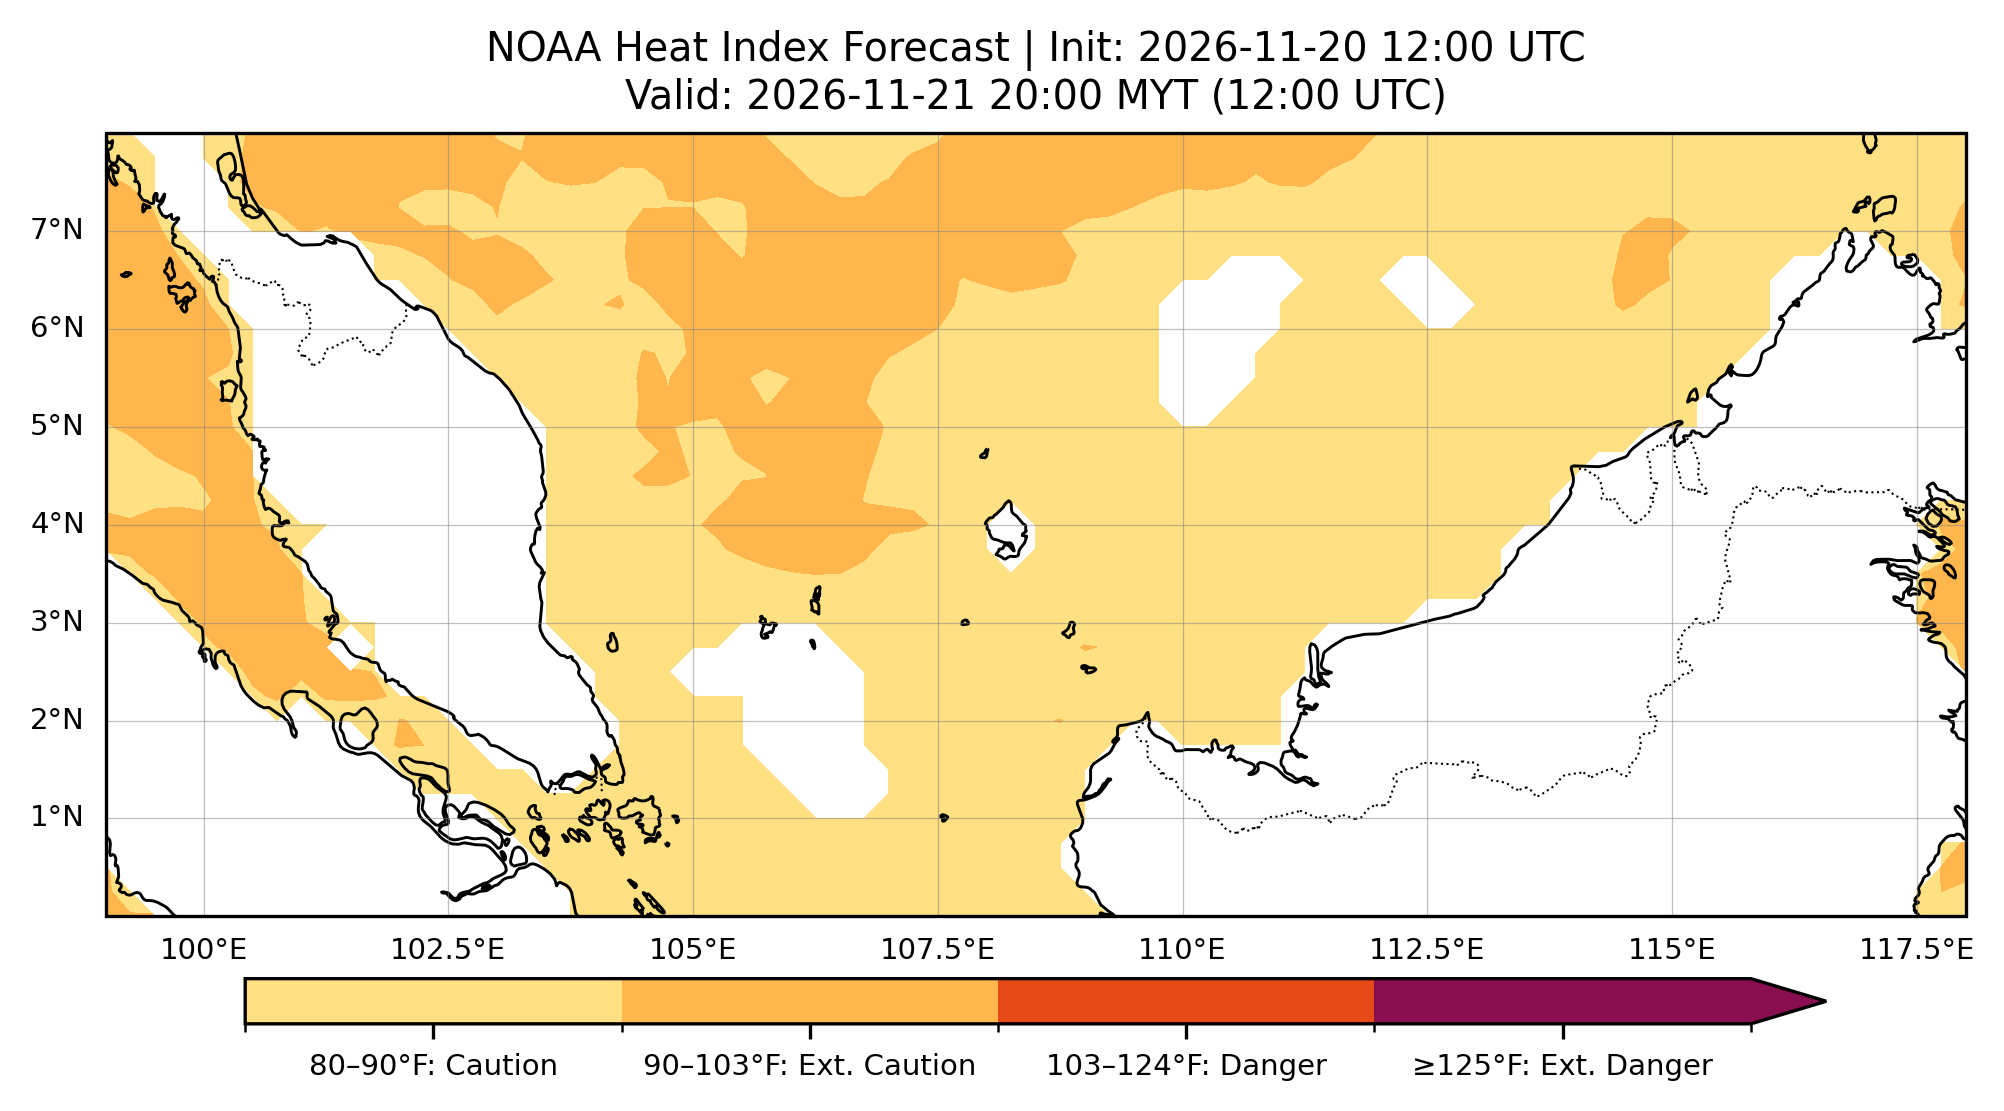 NOAA Heat Index Forecast | Init: 2026-11-20 12:00 UTC
Valid: 2026-11-21 20:00 MYT (12:00 UTC)
7°N
6°N
5°N
4°N
3°N
2°N
1°N
100°E 102.5°E 105°E 107.5°E 110°E 112.5°E 115°E 117.5°E
80–90°F: Caution 90–103°F: Ext. Caution 103–124°F: Danger ≥125°F: Ext. Danger